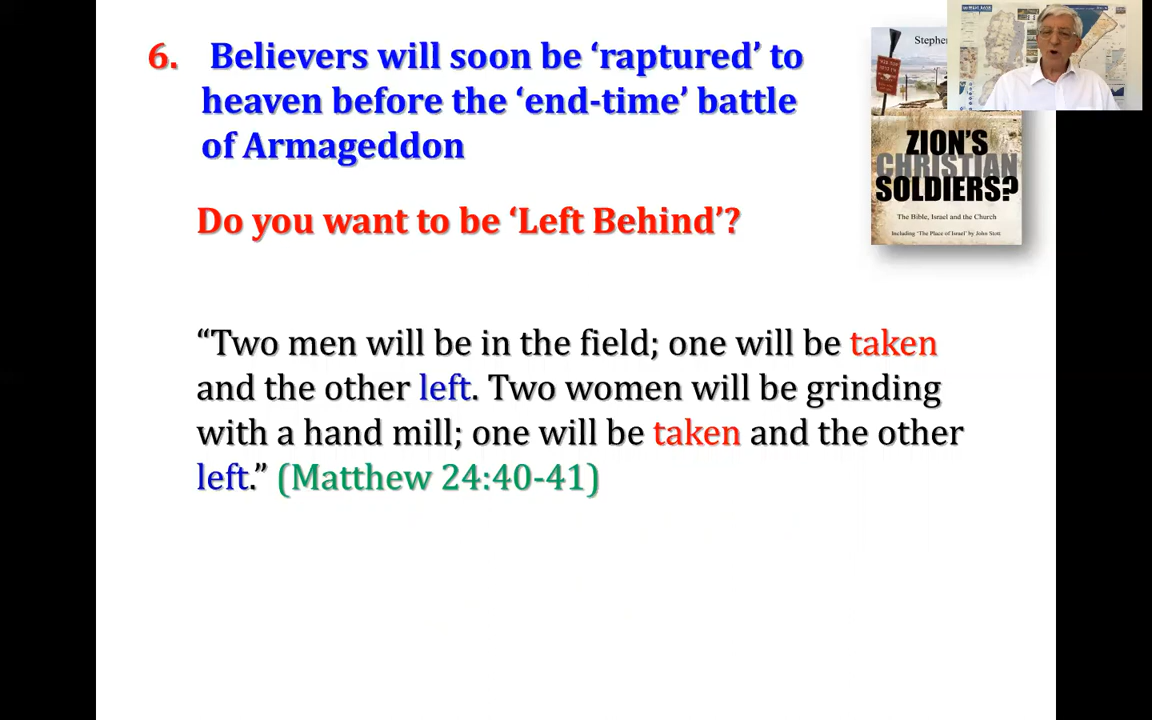 6. Believers will soon be ‘raptured’ to
heaven before the ‘end-time’ battle
of Armageddon
Do you want to be ‘Left Behind’?
“Two men will be in the field; one will be taken
and the other left. Two women will be grinding
with a hand mill; one will be taken and the other
left.” (Matthew 24:40-41)
ZION'S
CHRISTIAN
SOLDIERS?
The Bible, Israel and the Church
Including 'The Place of Israel' by John Stott